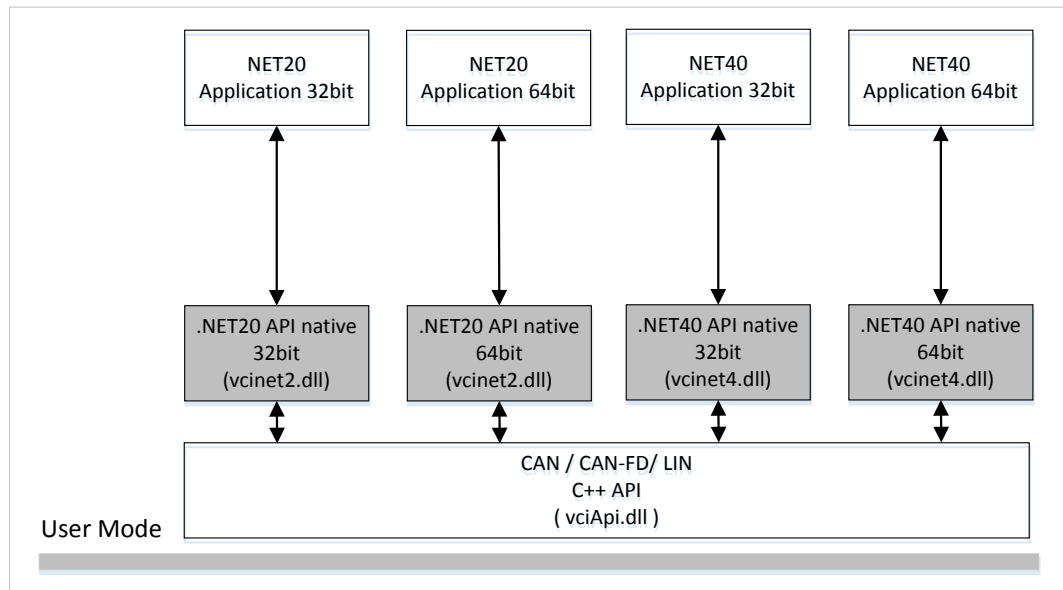 NET20
Application 32bit
NET20
Application 64bit
NET40
Application 32bit
NET40
Application 64bit
.NET20 API native
32bit
(vcinet2.dll)
.NET20 API native
64bit
(vcinet2.dll)
.NET40 API native
32bit
(vcinet4.dll)
.NET40 API native
64bit
(vcinet4.dll)
CAN / CAN-FD/ LIN
C++ API
( vciApi.dll )
User Mode